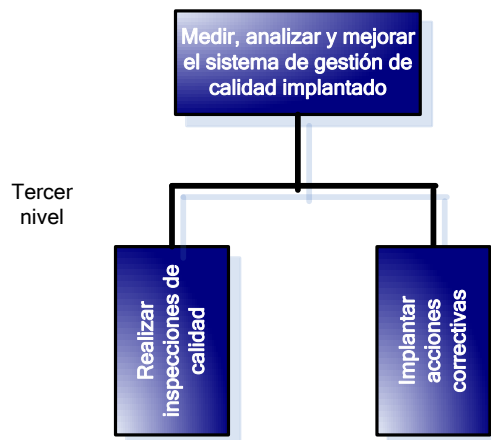 Medir, analizar y mejorar
el sistema de gestión de
calidad implantado
Tercer
nivel
Realizar
inspecciones de
calidad
Implantar
acciones
correctivas